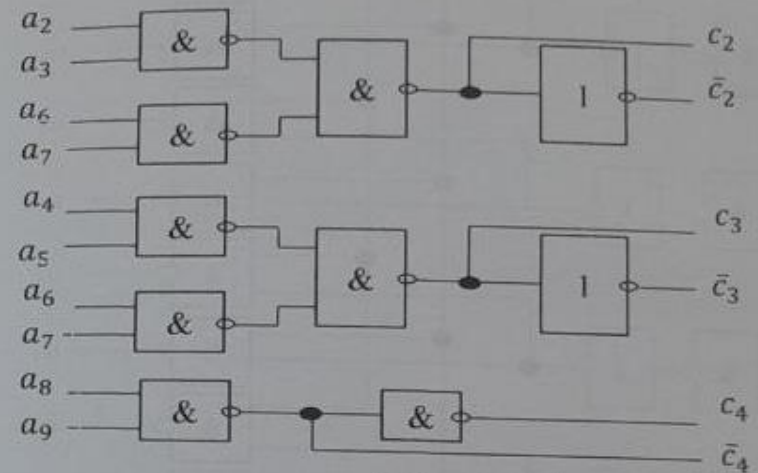 a₂ & c₂
a₃ & 1 c̄₂
a₆ &
a₇
a₄ & c₃
a₅ & 1 c̄₃
a₆ &
a₇
a₈ & & c₄
a₉ c̄₄